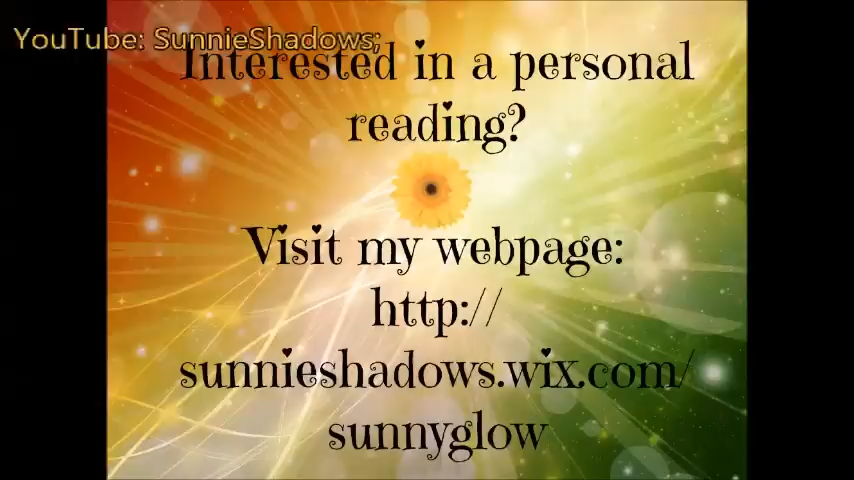 YouTube: SunnieShadows;
Interested in a personal
reading?
Visit my webpage:
http://
sunnieshadows.wix.com/
sunnyglow